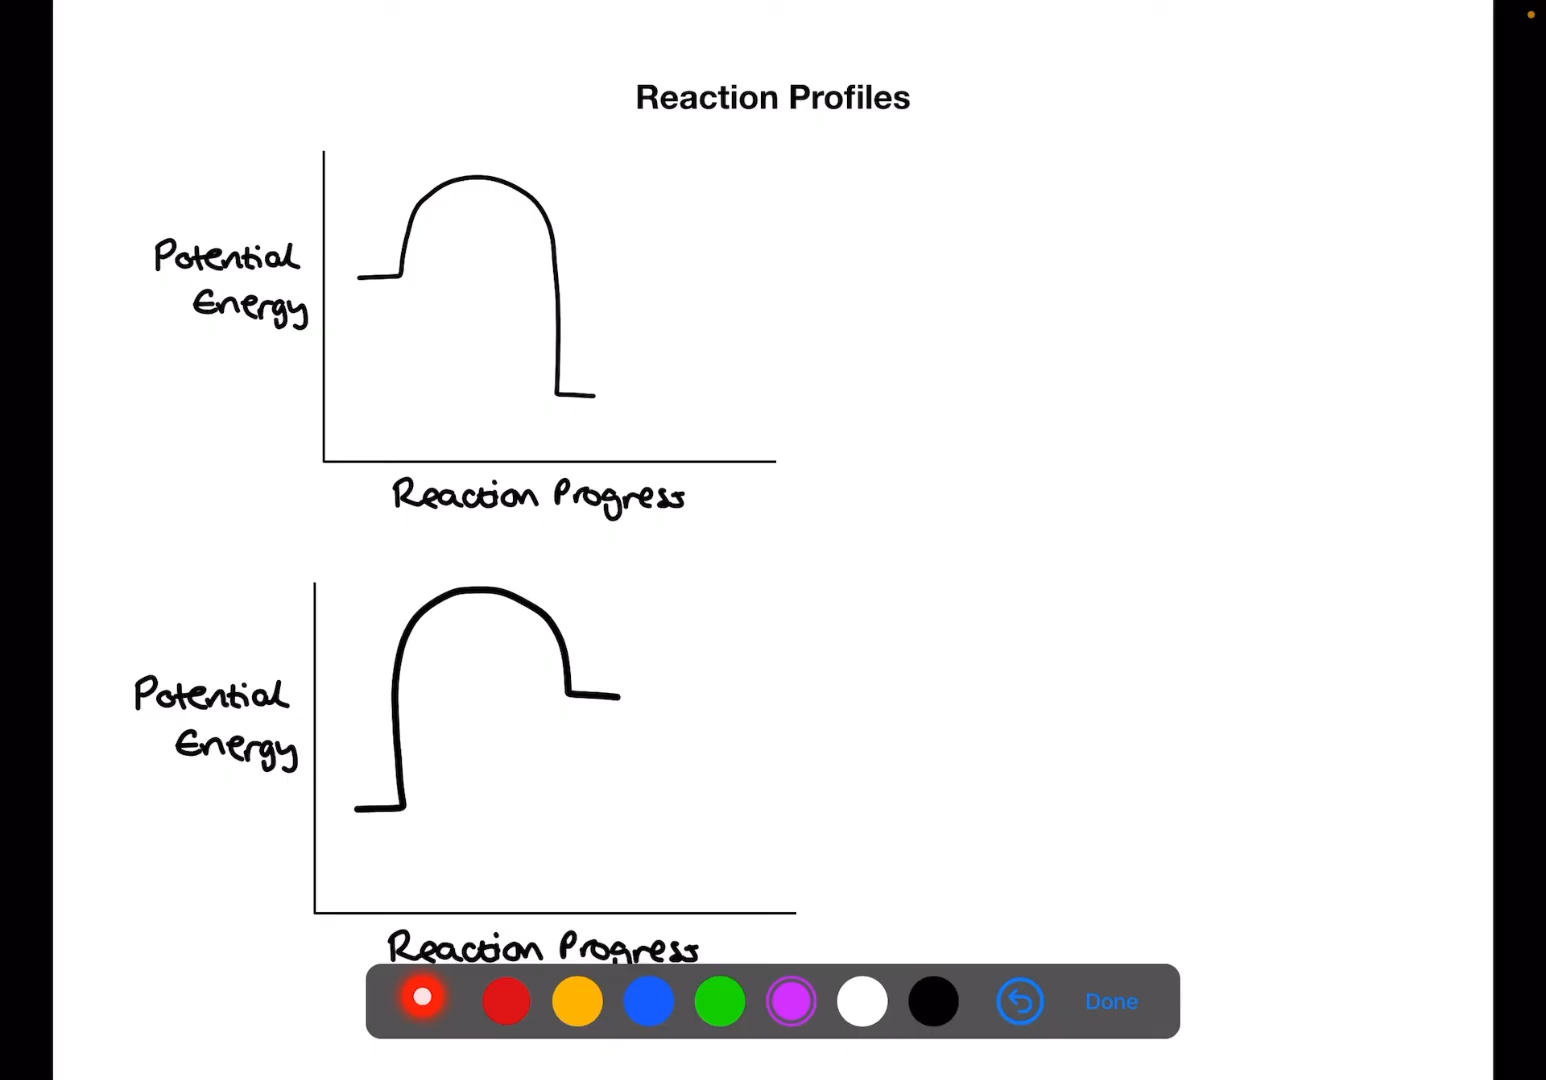 Reaction Profiles
Potential
Energy
Reaction Progress
Potential
Energy
Reaction Progress
Done